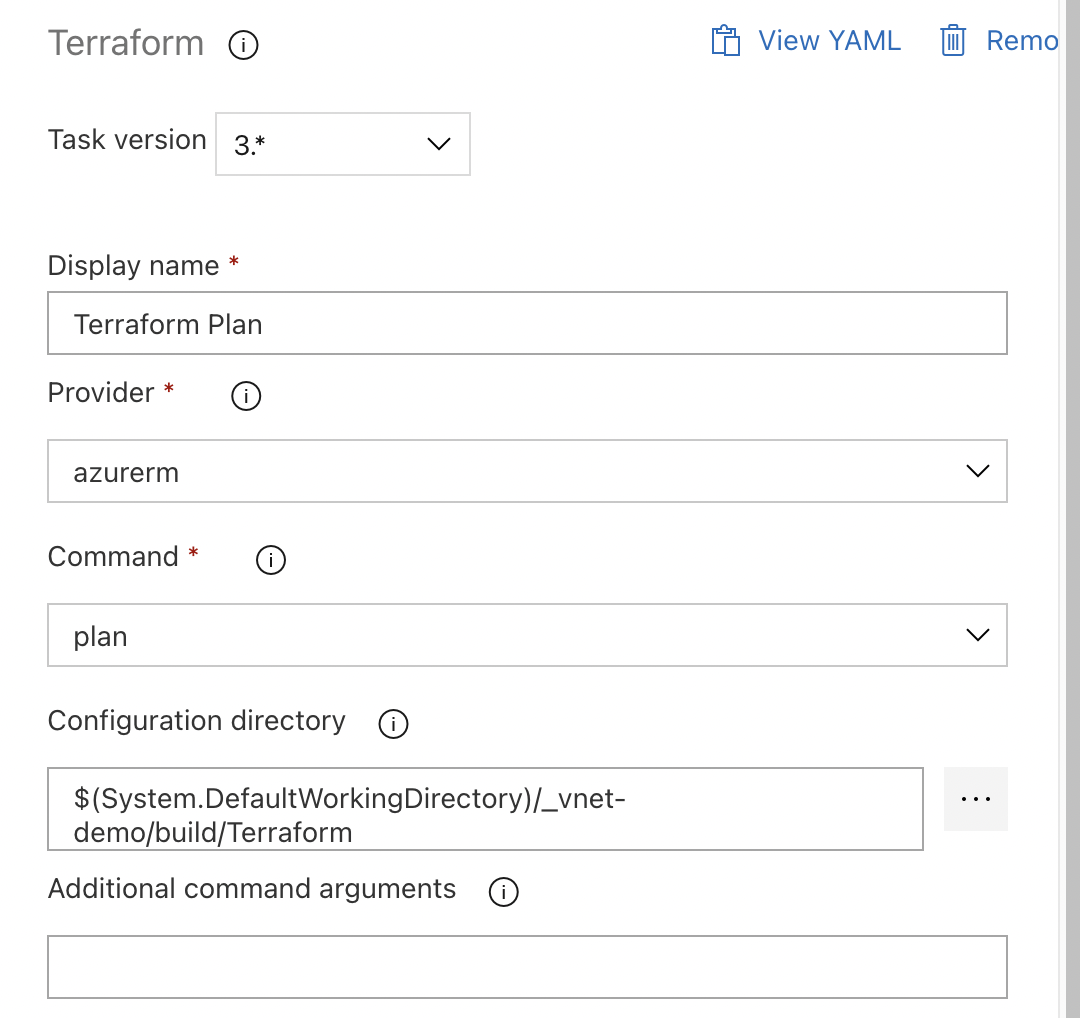 Terraform
View YAML
Remo
Task version
3.*
Display name *
Terraform Plan
Provider *
azurerm
Command *
plan
Configuration directory
$(System.DefaultWorkingDirectory)/_vnet-
demo/build/Terraform
Additional command arguments